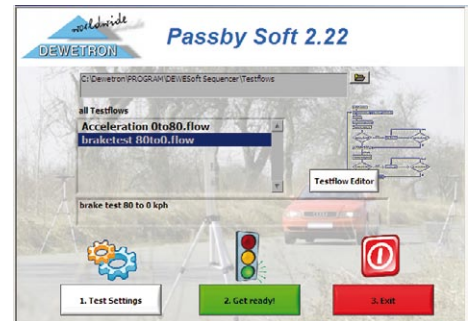 worldwide
DEWETRON
Passby Soft 2.22
C:\Dewetron\PROGRAM\DEWESoft Sequencer\Testflows
all Testflows
Acceleration 0to80.flow
braketest 80to0.flow
Testflow Editor
brake test 80 to 0 kph
1. Test Settings
2. Get ready!
3. Exit